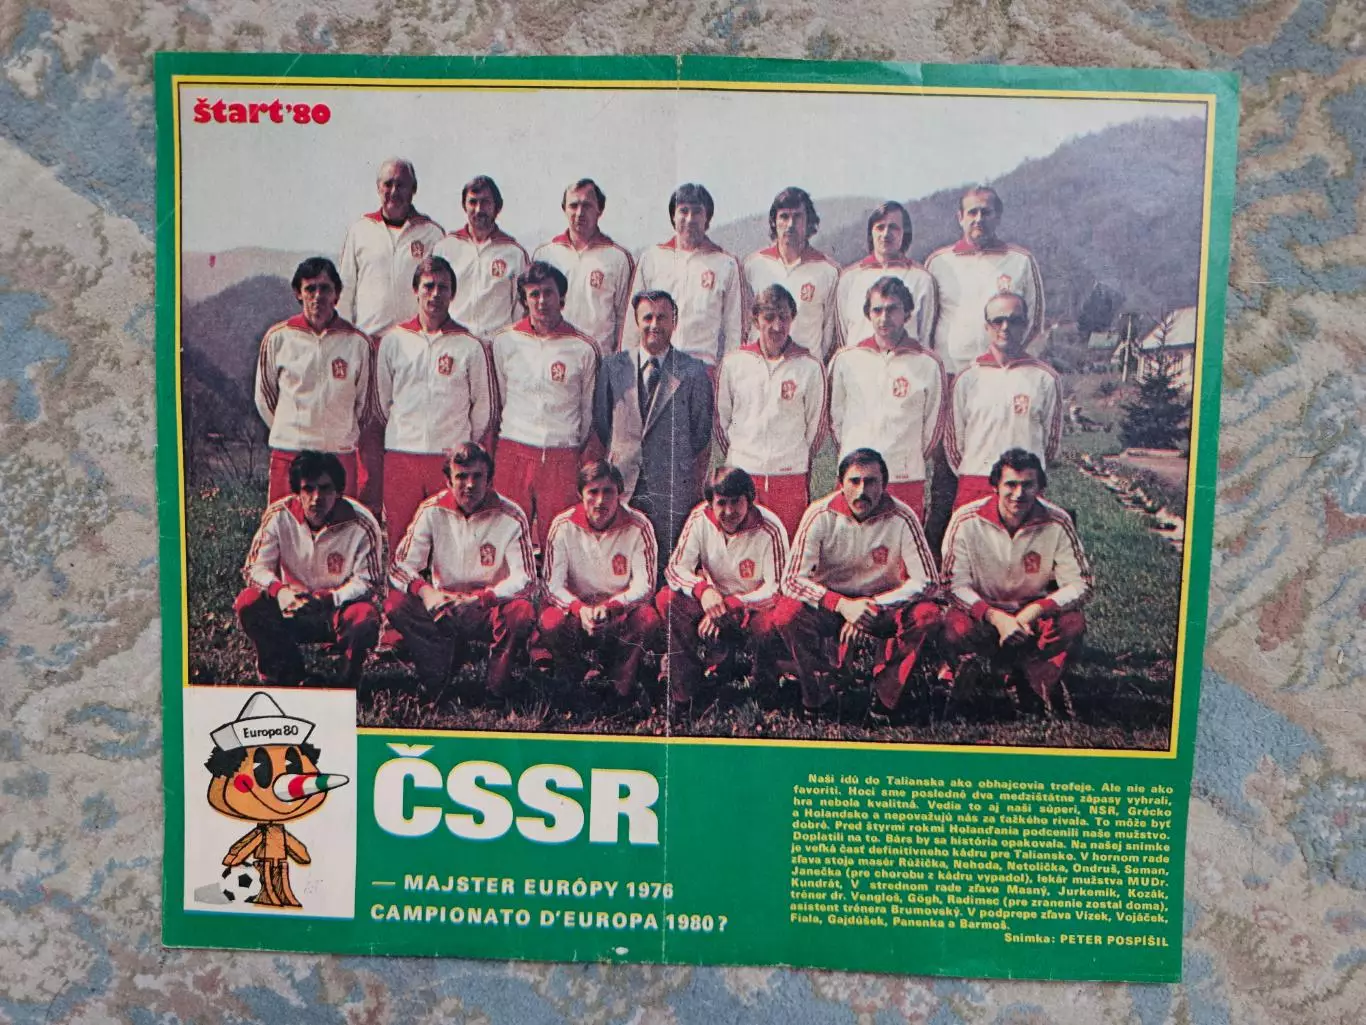 štart'80
Europa 80
ČSSR
— MAJSTER EURÓPY 1976
CAMPIONATO D'EUROPA 1980?
Naši idú do Talianska ako obhajcovia trofeje. Ale nie ako
favoriti. Hoci sme posledné dva medzištátne zápasy vyhrali,
hra nebola kvalitná. Vedia to aj naši súperi, NSR, Grécko
a Holandsko a nepovažujú nás za ťažkého rivala. To môže byť
dobré. Pred štyrmi rokmi Holanďania podcenili naše mužstvo.
Doplatili na to. Bárs by sa história opakovala. Na našej snímke
je veľká časť definitívneho kádru pre Taliansko. V hornom rade
zľava stoja masér Růžička, Nehoda, Netolička, Ondruš, Seman,
Janečka (pre chorobu z kádru vypadol), lekár mužstva MUDr.
Kundrát, V strednom rade zľava Masný, Jurkemik, Kozák,
tréner dr. Vengloš, Gögh, Radimec (pre zranenie zostal doma),
asistent trénera Brumovský. V podprepe zľava Vízek, Vojáček,
Fiala, Gajdůšek, Panenka a Barmoš.
Snimka: PETER POSPÍŠIL